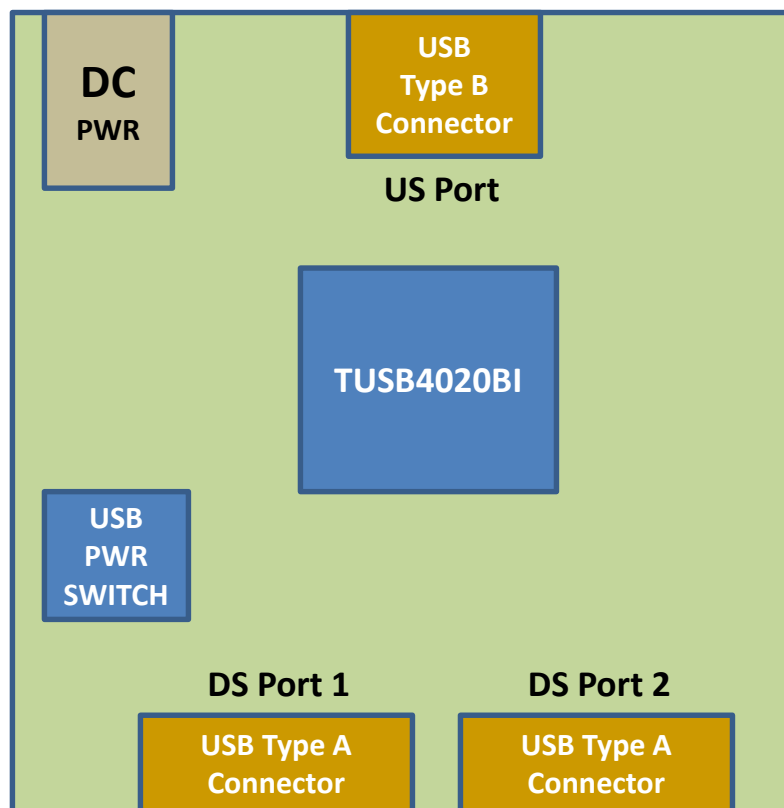 DC
PWR
USB
Type B
Connector
US Port
TUSB4020BI
USB
PWR
SWITCH
DS Port 1
DS Port 2
USB Type A
Connector
USB Type A
Connector